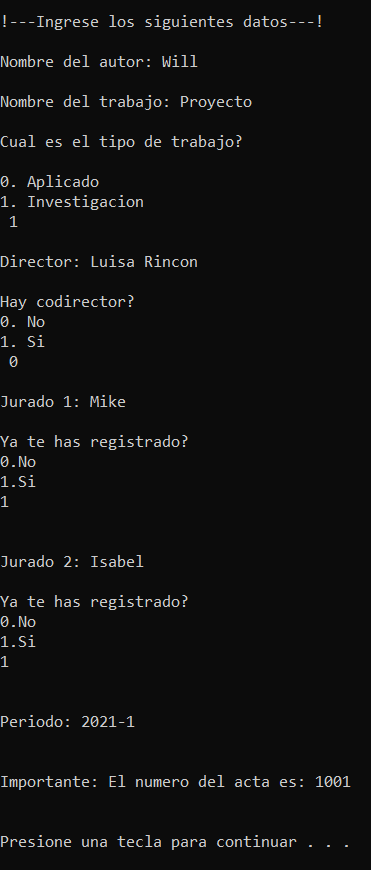 !---Ingrese los siguientes datos---!
Nombre del autor: Will
Nombre del trabajo: Proyecto
Cual es el tipo de trabajo?
0. Aplicado
1. Investigacion
1
Director: Luisa Rincon
Hay codirector?
0. No
1. Si
0
Jurado 1: Mike
Ya te has registrado?
0.No
1.Si
1
Jurado 2: Isabel
Ya te has registrado?
0.No
1.Si
1
Periodo: 2021-1
Importante: El numero del acta es: 1001
Presione una tecla para continuar . . .